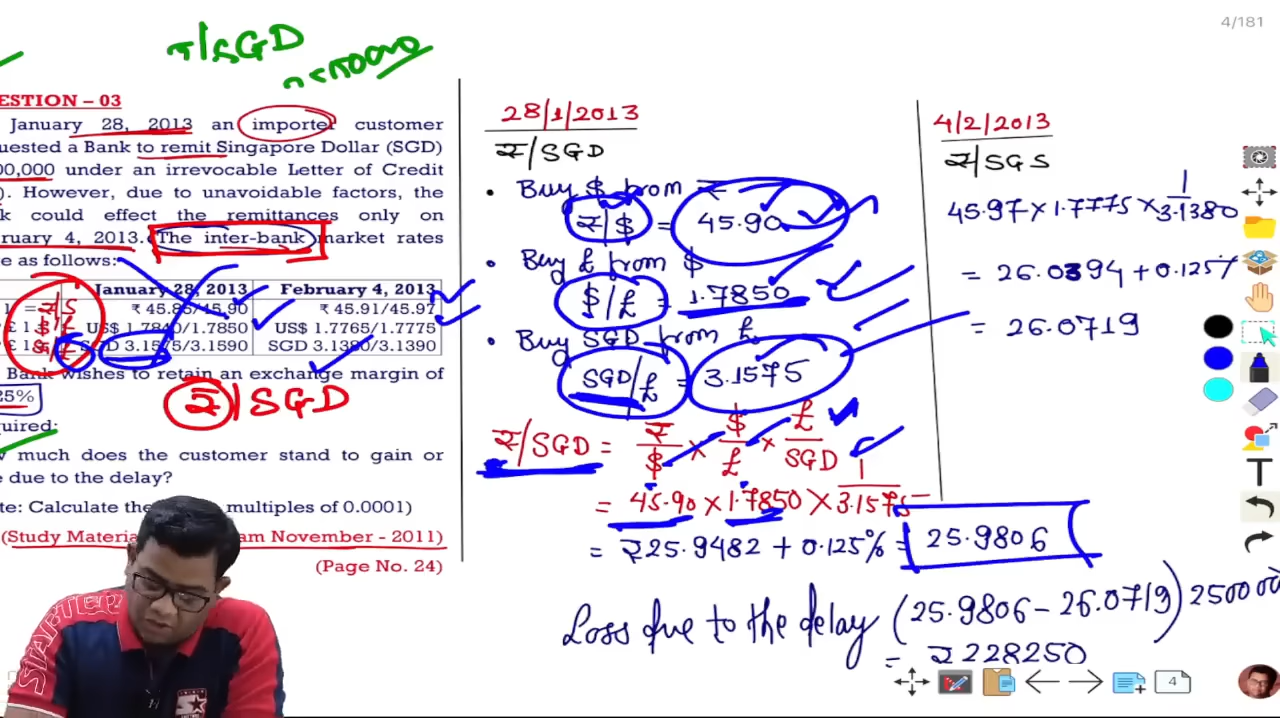 4/181
₹/SGD
ESTION – 03
January 28, 2013 an importer customer
uested a Bank to remit Singapore Dollar (SGD)
00,000 under an irrevocable Letter of Credit
). However, due to unavoidable factors, the
k could effect the remittances only on
ruary 4, 2013. The inter-bank market rates
e as follows:
January 28, 2013 February 4, 2013
₹ 45.85/45.90 ₹ 45.91/45.97
£ 1 US$ 1.7840/1.7850 US$ 1.7765/1.7775
£ 1 SGD 3.1575/3.1590 SGD 3.1380/3.1390
Bank wishes to retain an exchange margin of
25%
₹/SGD
quired:
w much does the customer stand to gain or
e due to the delay?
te: Calculate the multiples of 0.0001)
(Study Materia am November - 2011)
(Page No. 24)
28/1/2013
₹/SGD
• Buy $ from ₹
₹/$ = 45.90
• Buy £ from $
$/£ = 1.7850
• Buy SGD from £
SGD/£ = 3.1575
₹/SGD = ₹/$ × $/£ × £/SGD
= 45.90 × 1.7850 × 1/3.1575
= ₹25.9482 + 0.125% = 25.9806
Loss due to the delay (25.9806 – 26.0719) 2500000
= ₹ 228250
4/2/2013
₹/SGS
45.97 × 1.7775 × 1/3.1380
= 26.0394 + 0.125%
= 26.0719
STARTER
T
4